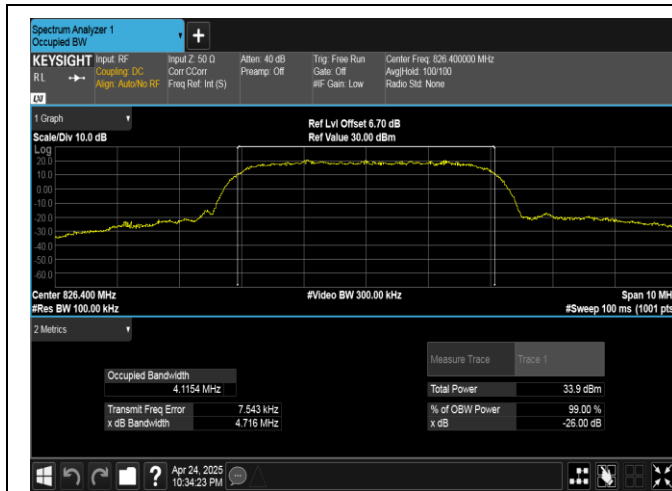 Spectrum Analyzer 1
Occupied BW
+
KEYSIGHT
RL
LXI
Input: RF
Coupling: DC
Align: Auto/No RF
Input Z: 50 Ω
Corr CCorr
Freq Ref: Int (S)
Atten: 40 dB
Preamp: Off
Trig: Free Run
Gate: Off
#IF Gain: Low
Center Freq: 826.400000 MHz
Avg|Hold: 100/100
Radio Std: None
1 Graph
Scale/Div 10.0 dB
Ref Lvl Offset 6.70 dB
Ref Value 30.00 dBm
Log
20.0
10.0
0.00
-10.0
-20.0
-30.0
-40.0
-50.0
-60.0
Center 826.400 MHz
#Res BW 100.00 kHz
#Video BW 300.00 kHz
Span 10 MH
#Sweep 100 ms (1001 pts
2 Metrics
Measure Trace Trace 1
Occupied Bandwidth
4.1154 MHz
Total Power 33.9 dBm
Transmit Freq Error 7.543 kHz
% of OBW Power 99.00 %
x dB Bandwidth 4.716 MHz
x dB -26.00 dB
?
Apr 24, 2025
10:34:23 PM